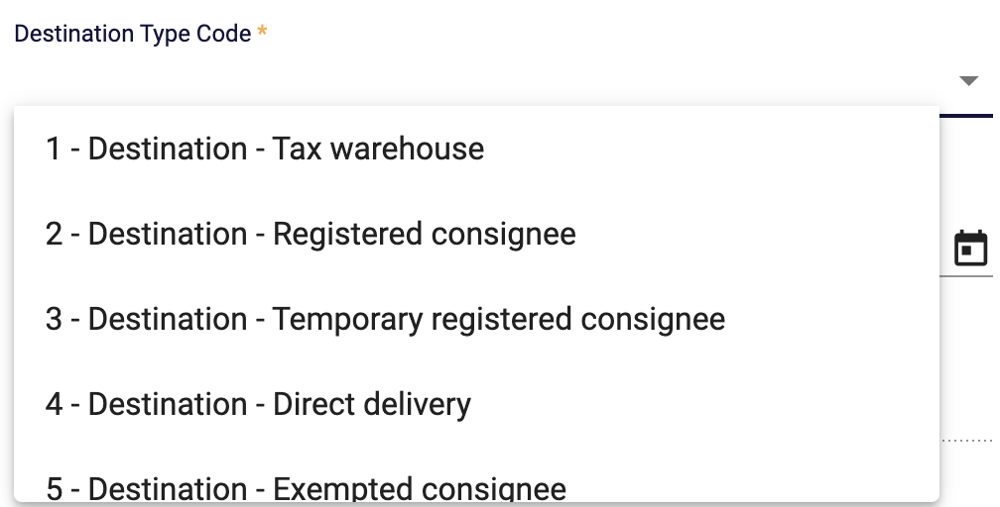 Destination Type Code *
1 - Destination - Tax warehouse
2 - Destination - Registered consignee
3 - Destination - Temporary registered consignee
4 - Destination - Direct delivery
5 - Destination - Exempted consignee